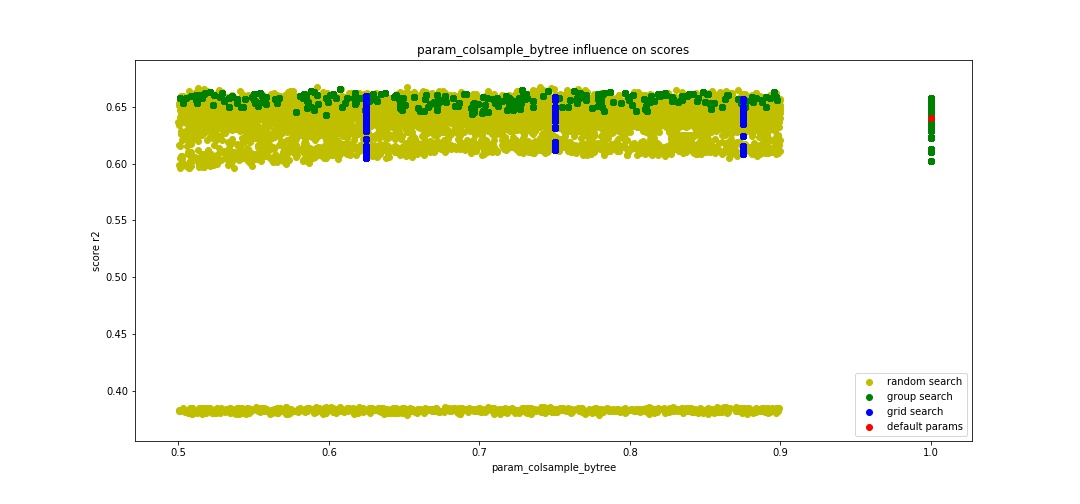 param_colsample_bytree influence on scores
score r2
0.65
0.60
0.55
0.50
0.45
0.40
0.5 0.6 0.7 0.8 0.9 1.0
param_colsample_bytree
random search
group search
grid search
default params